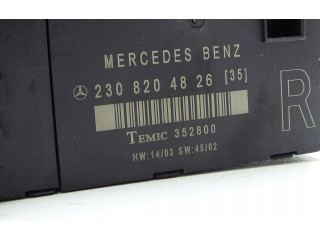 MERCEDES BENZ
230 820 48 26 [35]
TEMIC 352800
HW:14/03 SW:45/02
R